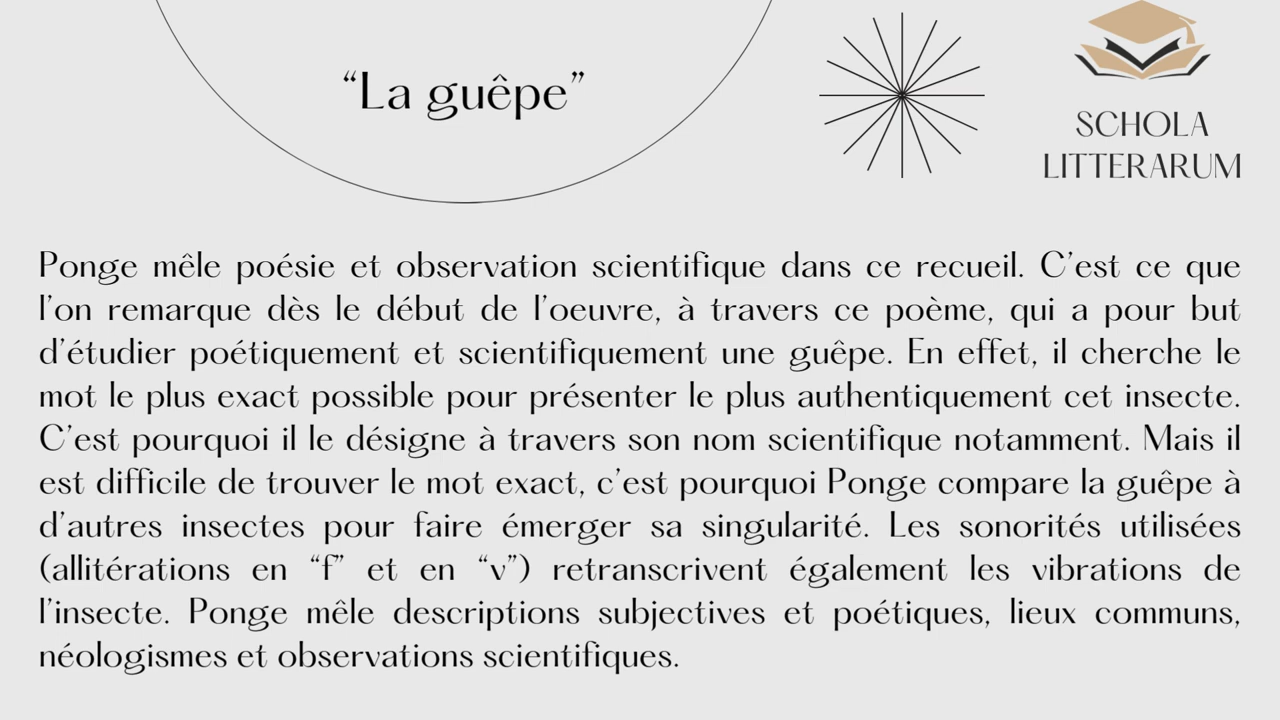 “La guêpe”
SCHOLA
LITTERARUM
Ponge mêle poésie et observation scientifique dans ce recueil. C’est ce que
l’on remarque dès le début de l’oeuvre, à travers ce poème, qui a pour but
d’étudier poétiquement et scientifiquement une guêpe. En effet, il cherche le
mot le plus exact possible pour présenter le plus authentiquement cet insecte.
C’est pourquoi il le désigne à travers son nom scientifique notamment. Mais il
est difficile de trouver le mot exact, c’est pourquoi Ponge compare la guêpe à
d’autres insectes pour faire émerger sa singularité. Les sonorités utilisées
(allitérations en “f” et en “v”) retranscrivent également les vibrations de
l’insecte. Ponge mêle descriptions subjectives et poétiques, lieux communs,
néologismes et observations scientifiques.